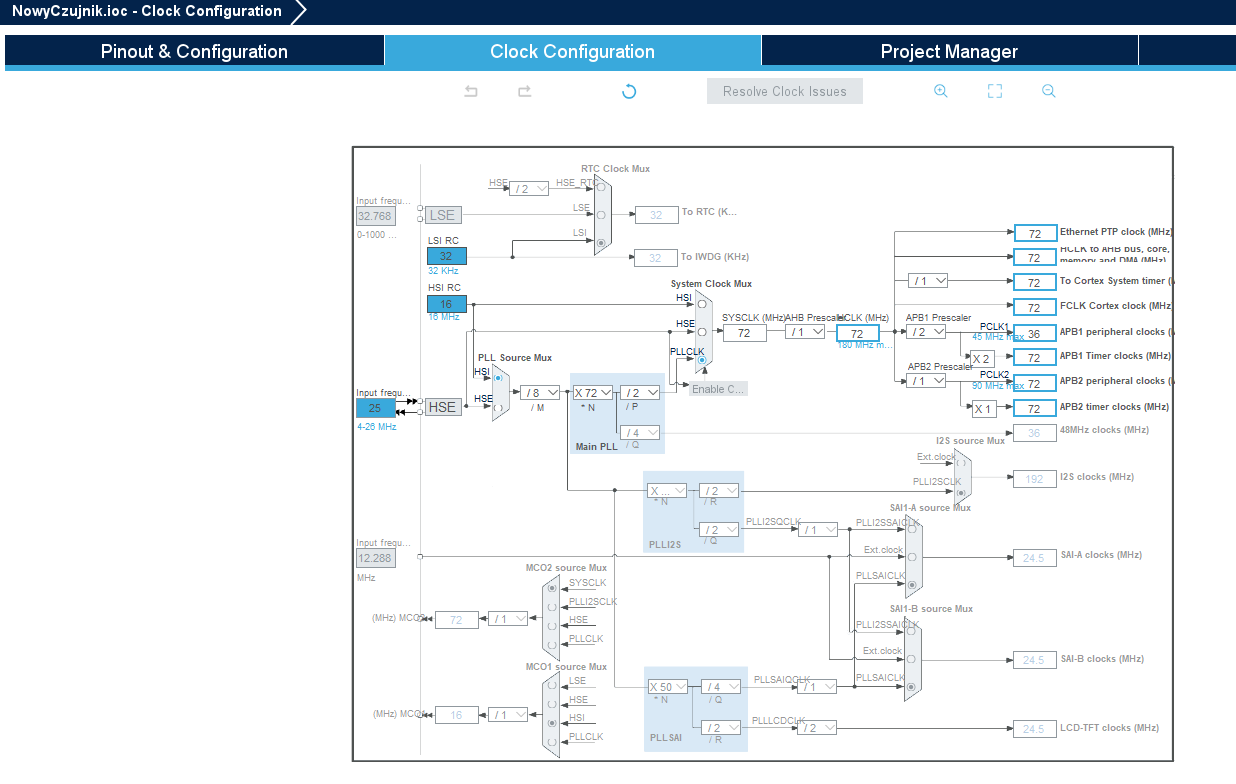 NowyCzujnik.ioc - Clock Configuration
Pinout & Configuration
Clock Configuration
Project Manager
Resolve Clock Issues
RTC Clock Mux
HSE
/ 2
HSE_RTC
Input frequ...
32.768
0-1000 ...
LSE
LSE
32
To RTC (K...
LSI
LSI RC
32
32 KHz
32
To IWDG (KHz)
HSI RC
16
16 MHz
System Clock Mux
HSI
HSE
PLLCLK
Enable C...
SYSCLK (MHz)
72
AHB Prescaler
/ 1
HCLK (MHz)
72
180 MHz m...
72
Ethernet PTP clock (MHz)
72
HCLK to AHB bus, core,
memory and DMA (MHz)
/ 1
72
To Cortex System timer (
72
FCLK Cortex clock (MHz
APB1 Prescaler
/ 2
PCLK1
45 MHz max
36
APB1 peripheral clocks (
X 2
72
APB1 Timer clocks (MHz)
APB2 Prescaler
/ 1
PCLK2
90 MHz max
72
APB2 peripheral clocks (
X 1
72
APB2 timer clocks (MHz)
36
48MHz clocks (MHz)
PLL Source Mux
HSI
HSE
Input frequ...
25
4-26 MHz
HSE
/ 8
/ M
X 72
* N
/ 2
/ P
/ 4
/ Q
Main PLL
I2S source Mux
Ext.clock
PLLI2SCLK
192
I2S clocks (MHz)
X ...
* N
/ 2
/ R
/ 2
/ Q
PLLI2S
PLLI2SQCLK
/ 1
SAI1-A source Mux
PLLI2SSAICLK
Ext.clock
PLLSAICLK
24.5
SAI-A clocks (MHz)
Input frequ...
12.288
MHz
MCO2 source Mux
SYSCLK
PLLI2SCLK
HSE
PLLCLK
(MHz) MCO2
72
/ 1
SAI1-B source Mux
PLLI2SSAICLK
Ext.clock
PLLSAICLK
24.5
SAI-B clocks (MHz)
MCO1 source Mux
LSE
HSE
HSI
PLLCLK
(MHz) MCO1
16
/ 1
X 50
* N
/ 4
/ Q
PLLSAIQCLK
/ 1
/ 2
/ R
PLLSAI
PLLLCDCLK
/ 2
24.5
LCD-TFT clocks (MHz)